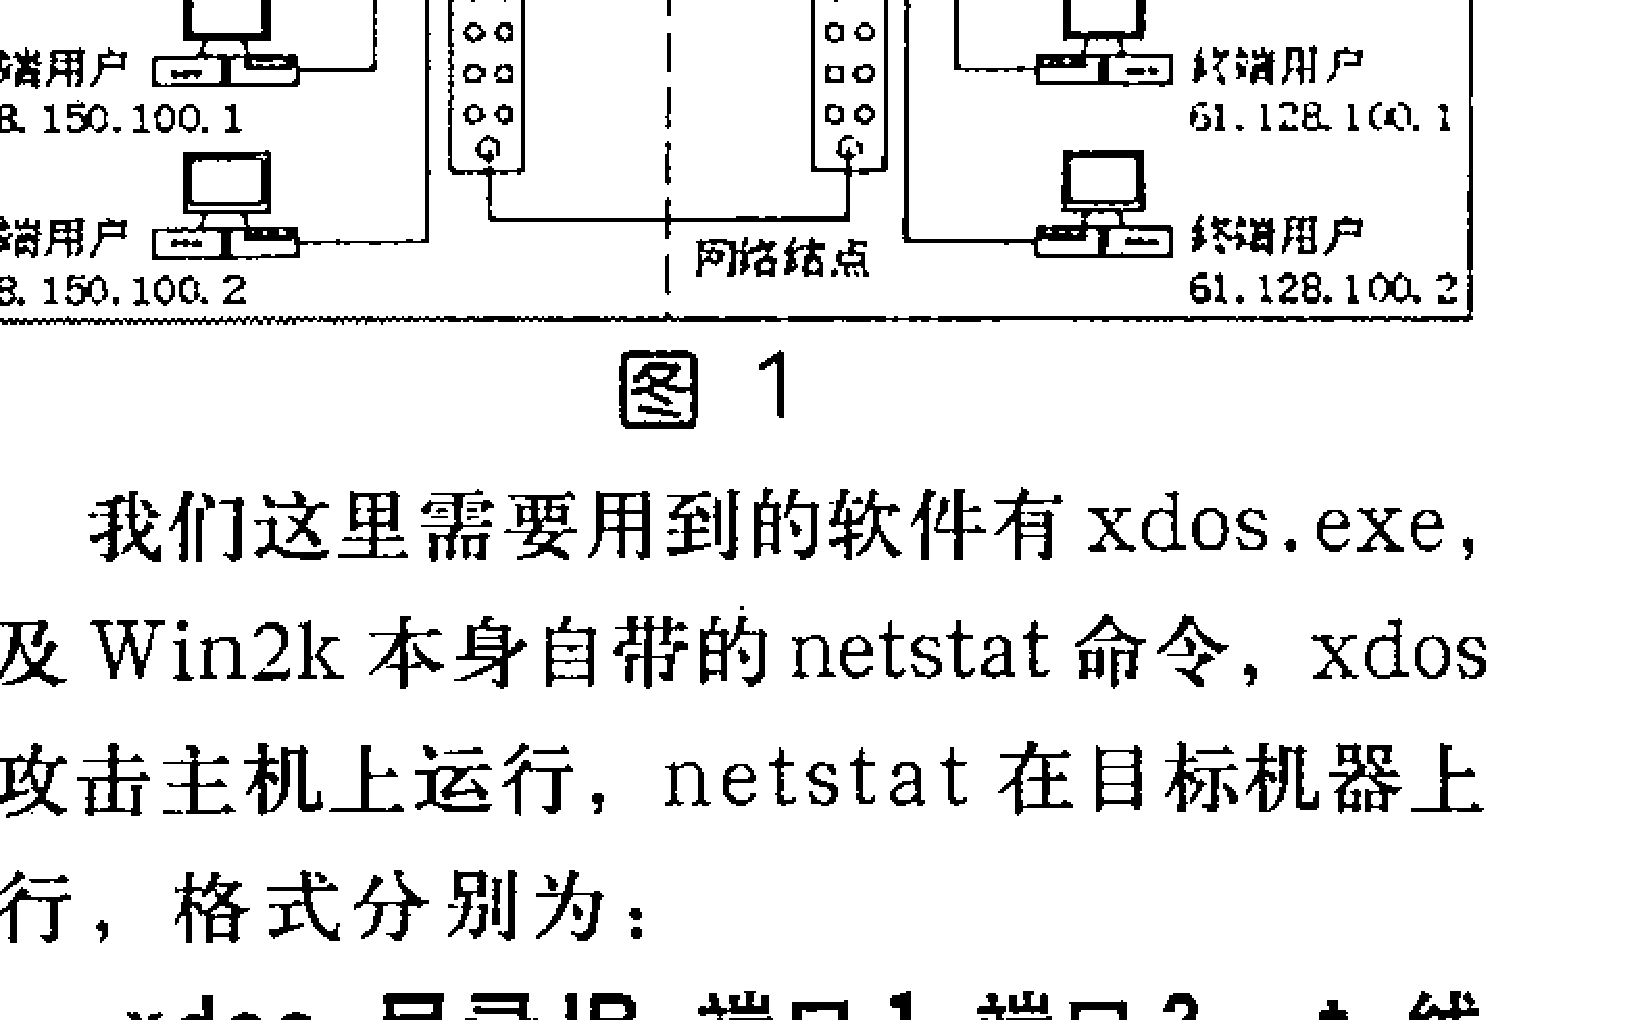 端用户
8.150.100.1
终端用户
61.128.100.1
端用户
8.150.100.2
网络结点
终端用户
61.128.100.2
图 1
我们这里需要用到的软件有 xdos.exe,
及 Win2k 本身自带的 netstat 命令, xdos
攻击主机上运行, netstat 在目标机器上
行, 格式分别为:
xdos